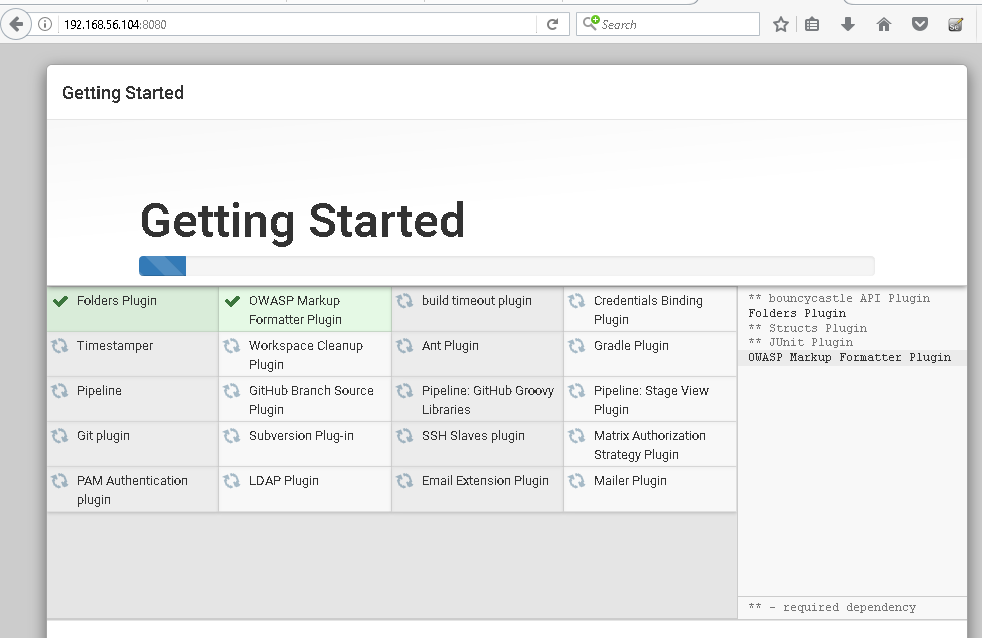 192.168.56.104:8080
Search
Getting Started
Getting Started
Folders Plugin
OWASP Markup
Formatter Plugin
build timeout plugin
Credentials Binding
Plugin
Timestamper
Workspace Cleanup
Plugin
Ant Plugin
Gradle Plugin
Pipeline
GitHub Branch Source
Plugin
Pipeline: GitHub Groovy
Libraries
Pipeline: Stage View
Plugin
Git plugin
Subversion Plug-in
SSH Slaves plugin
Matrix Authorization
Strategy Plugin
PAM Authentication
plugin
LDAP Plugin
Email Extension Plugin
Mailer Plugin
** bouncycastle API Plugin
Folders Plugin
** Structs Plugin
** JUnit Plugin
OWASP Markup Formatter Plugin
** - required dependency